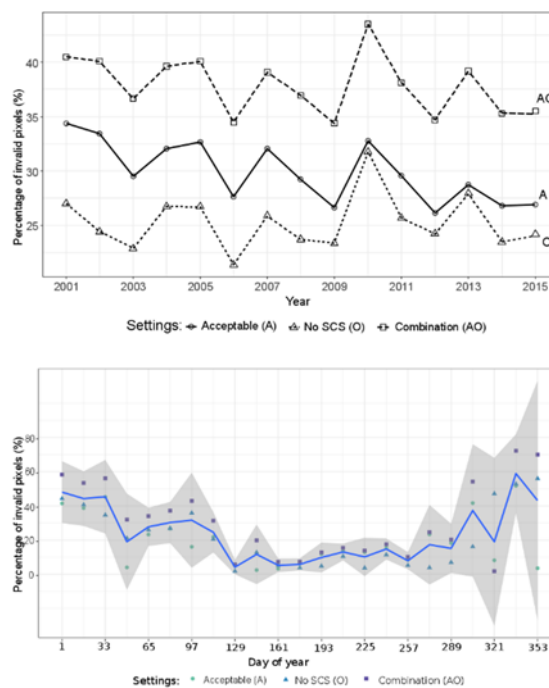 Percentage of invalid pixels (%)
40
35
30
25
AO
A
O
2001 2003 2005 2007 2009 2011 2013 2015
Year
Settings: Acceptable (A) No SCS (O) Combination (AO)
Percentage of invalid pixels (%)
80
60
40
20
0
1 33 65 97 129 161 193 225 257 289 321 353
Day of year
Settings: Acceptable (A) No SCS (O) Combination (AO)